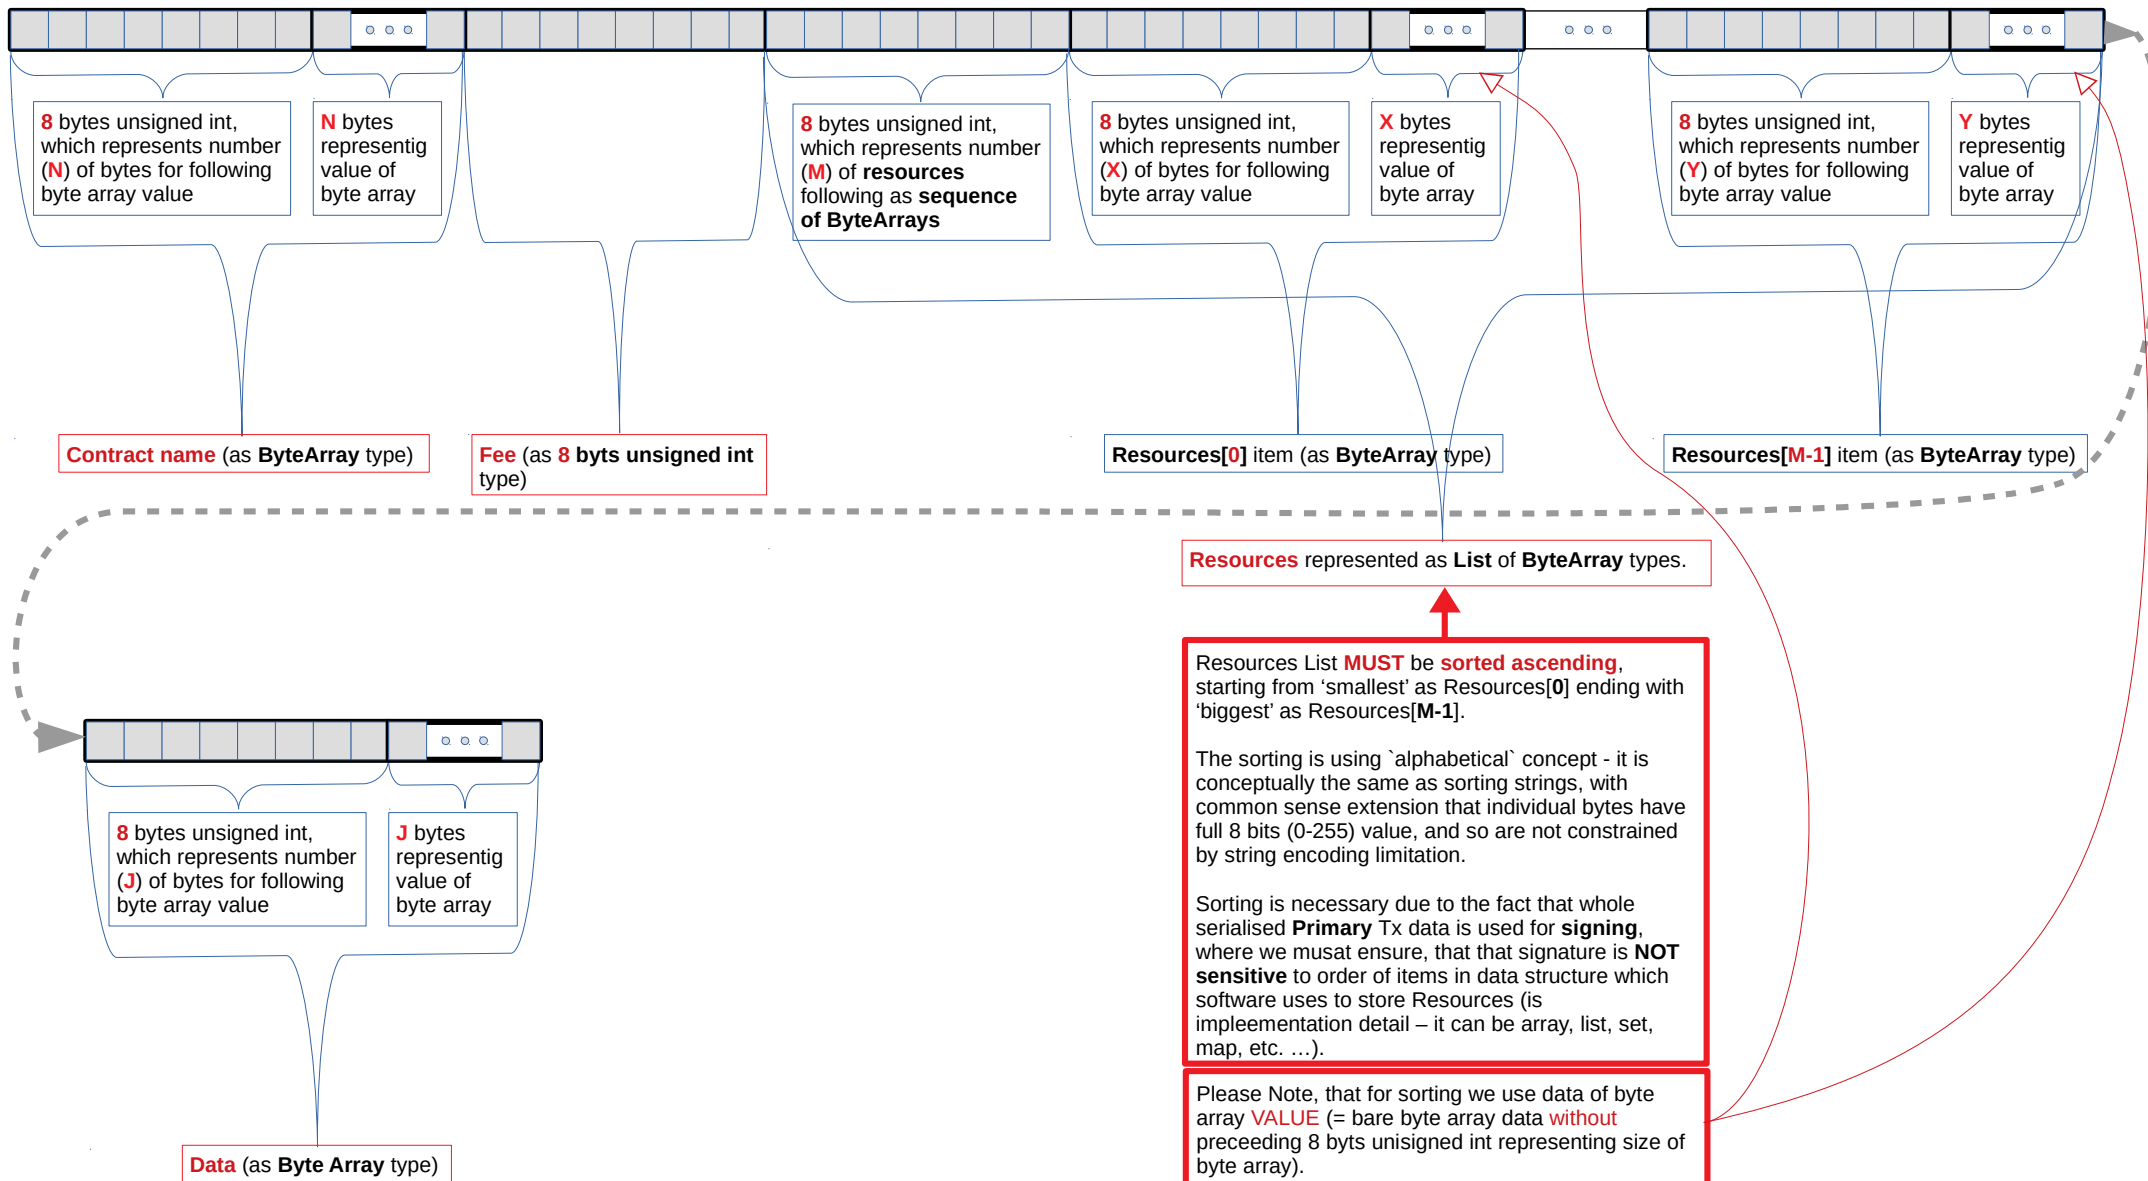 8 bytes unsigned int,
which represents number
(N) of bytes for following
byte array value
N bytes
representig
value of
byte array
8 bytes unsigned int,
which represents number
(M) of resources
following as sequence
of ByteArrays
8 bytes unsigned int,
which represents number
(X) of bytes for following
byte array value
X bytes
representig
value of
byte array
8 bytes unsigned int,
which represents number
(Y) of bytes for following
byte array value
Y bytes
representig
value of
byte array
Contract name (as ByteArray type)
Fee (as 8 byts unsigned int
type)
Resources[0] item (as ByteArray type)
Resources[M-1] item (as ByteArray type)
Resources represented as List of ByteArray types.
Resources List MUST be sorted ascending,
starting from ‘smallest’ as Resources[0] ending with
‘biggest’ as Resources[M-1].
The sorting is using `alphabetical` concept - it is
conceptually the same as sorting strings, with
common sense extension that individual bytes have
full 8 bits (0-255) value, and so are not constrained
by string encoding limitation.
Sorting is necessary due to the fact that whole
serialised Primary Tx data is used for signing,
where we musat ensure, that that signature is NOT
sensitive to order of items in data structure which
software uses to store Resources (is
impleementation detail – it can be array, list, set,
map, etc. …).
Please Note, that for sorting we use data of byte
array VALUE (= bare byte array data without
preceeding 8 byts unisigned int representing size of
byte array).
8 bytes unsigned int,
which represents number
(J) of bytes for following
byte array value
J bytes
representig
value of
byte array
Data (as Byte Array type)